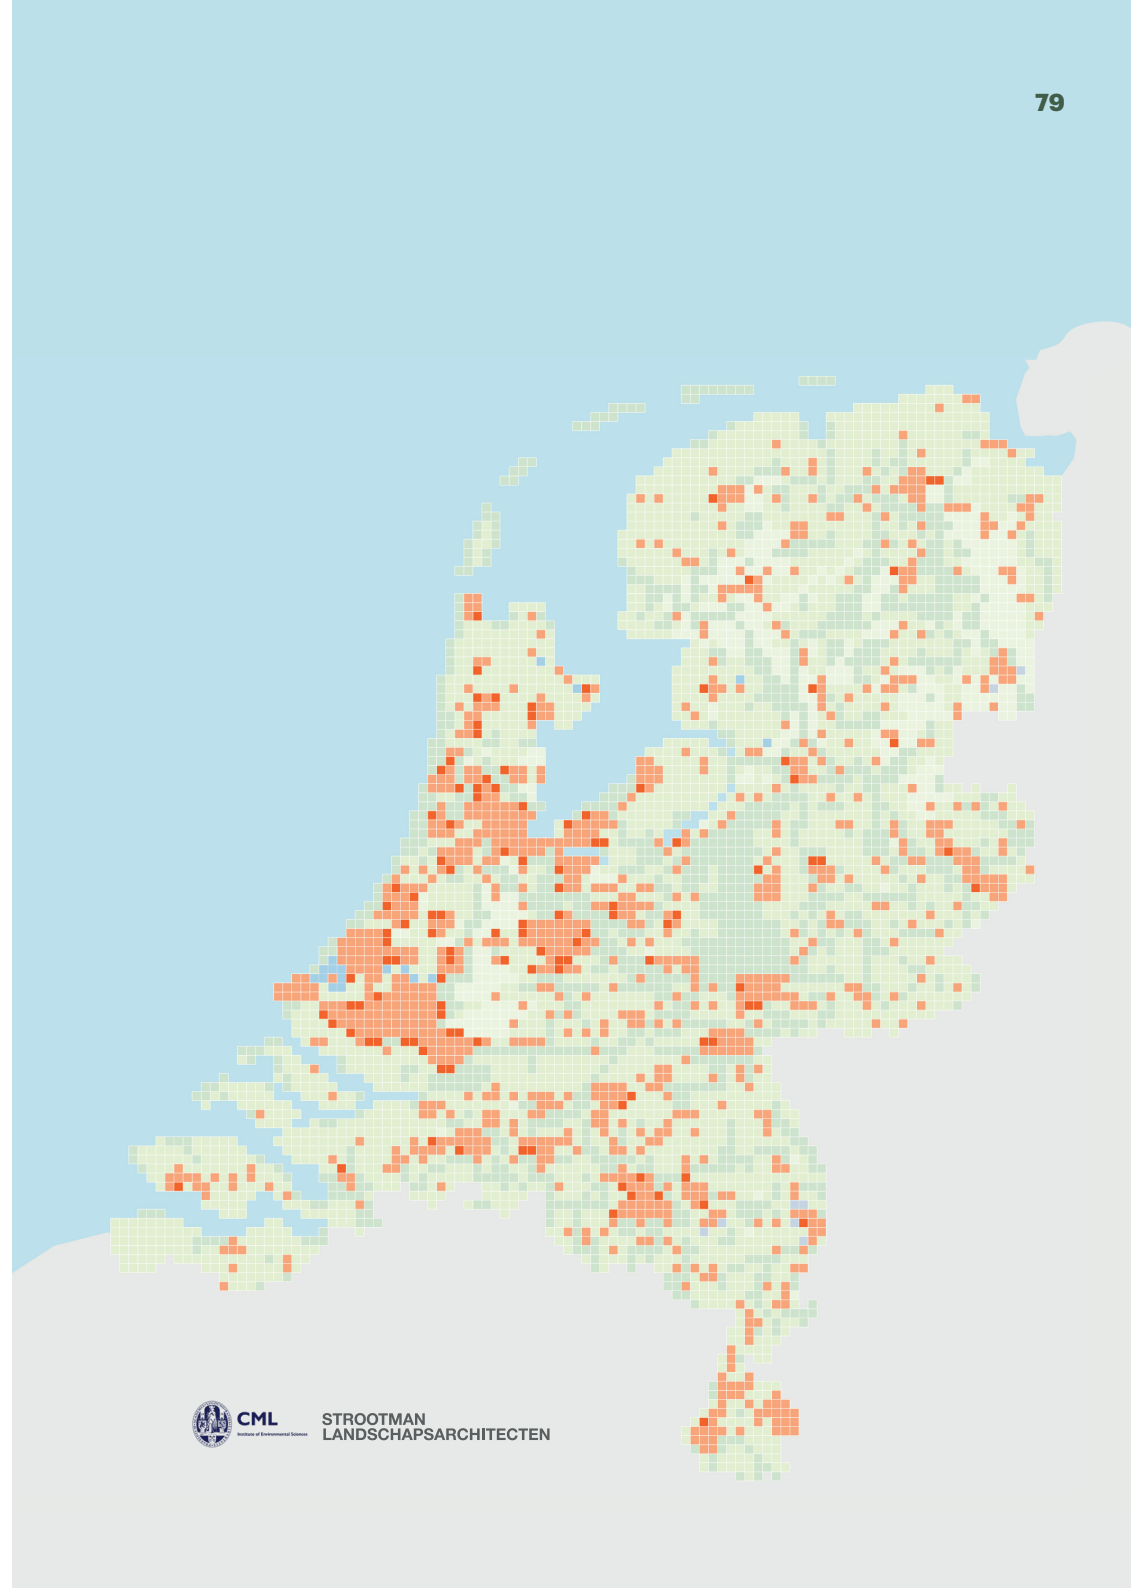 79
CML
Institute of Environmental Sciences
STROOTMAN
LANDSCHAPSARCHITECTEN